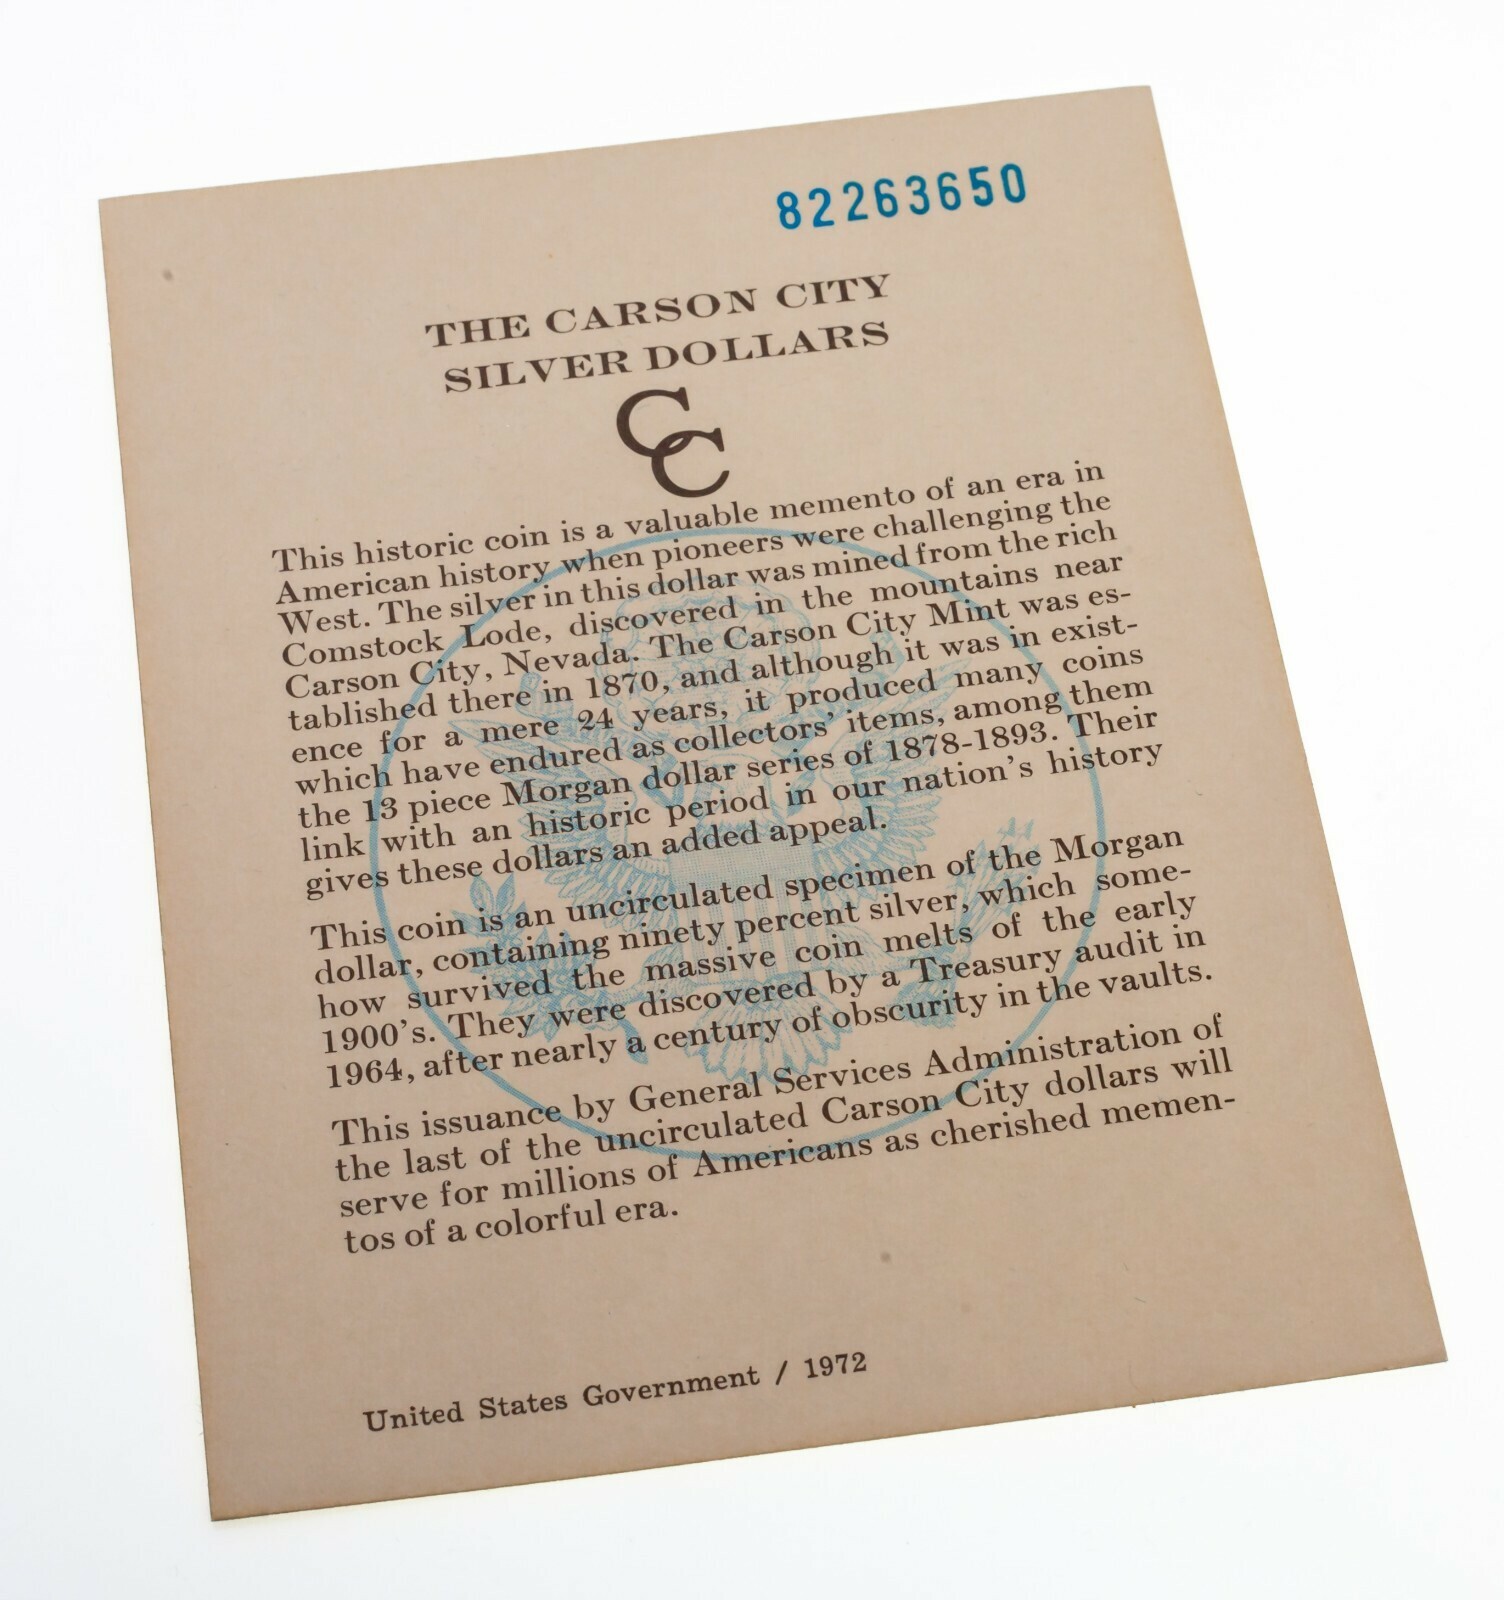 82263650
THE CARSON CITY
SILVER DOLLARS
CC
This historic coin is a valuable memento of an era in
American history when pioneers were challenging the
West. The silver in this dollar was mined from the rich
Comstock Lode, discovered in the mountains near
Carson City, Nevada. The Carson City Mint was es-
tablished there in 1870, and although it was in exist-
ence for a mere 24 years, it produced many coins
which have endured as collectors' items, among them
the 13 piece Morgan dollar series of 1878-1893. Their
link with an historic period in our nation's history
gives these dollars an added appeal.
This coin is an uncirculated specimen of the Morgan
dollar, containing ninety percent silver, which some-
how survived the massive coin melts of the early
1900's. They were discovered by a Treasury audit in
1964, after nearly a century of obscurity in the vaults.
This issuance by General Services Administration of
the last of the uncirculated Carson City dollars will
serve for millions of Americans as cherished memen-
tos of a colorful era.
United States Government / 1972